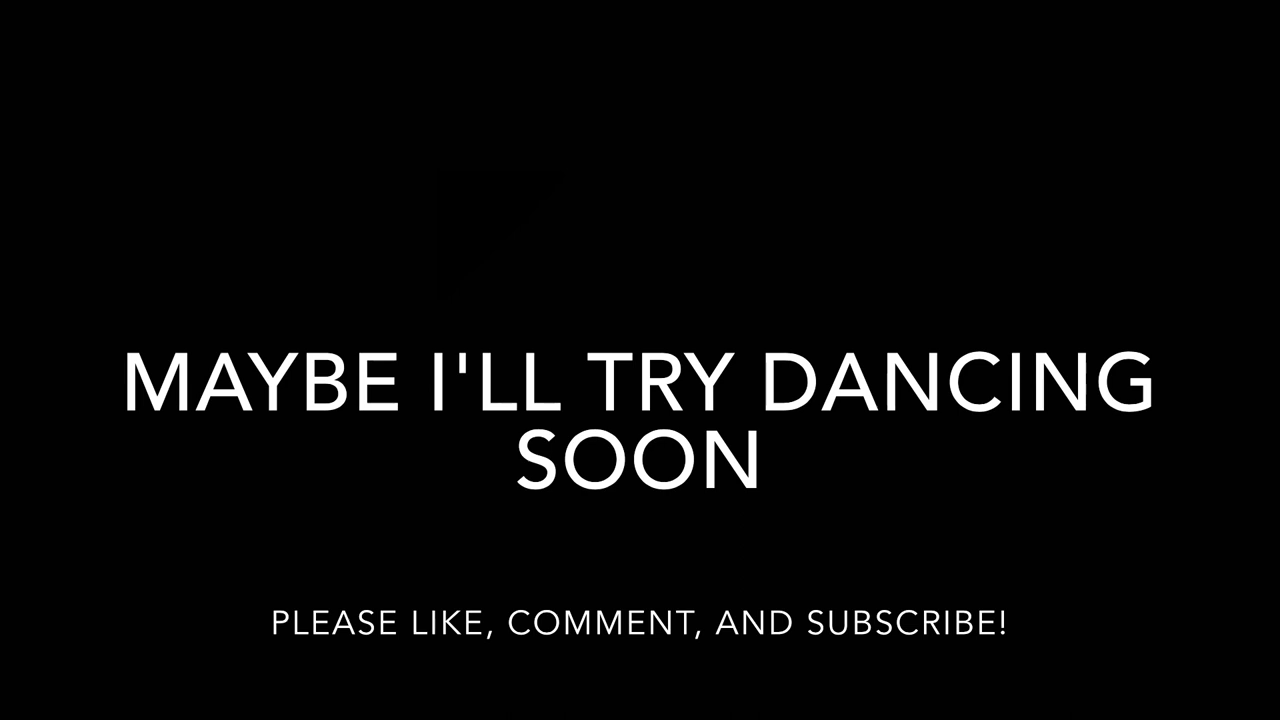 MAYBE I'LL TRY DANCING
SOON
PLEASE LIKE, COMMENT, AND SUBSCRIBE!